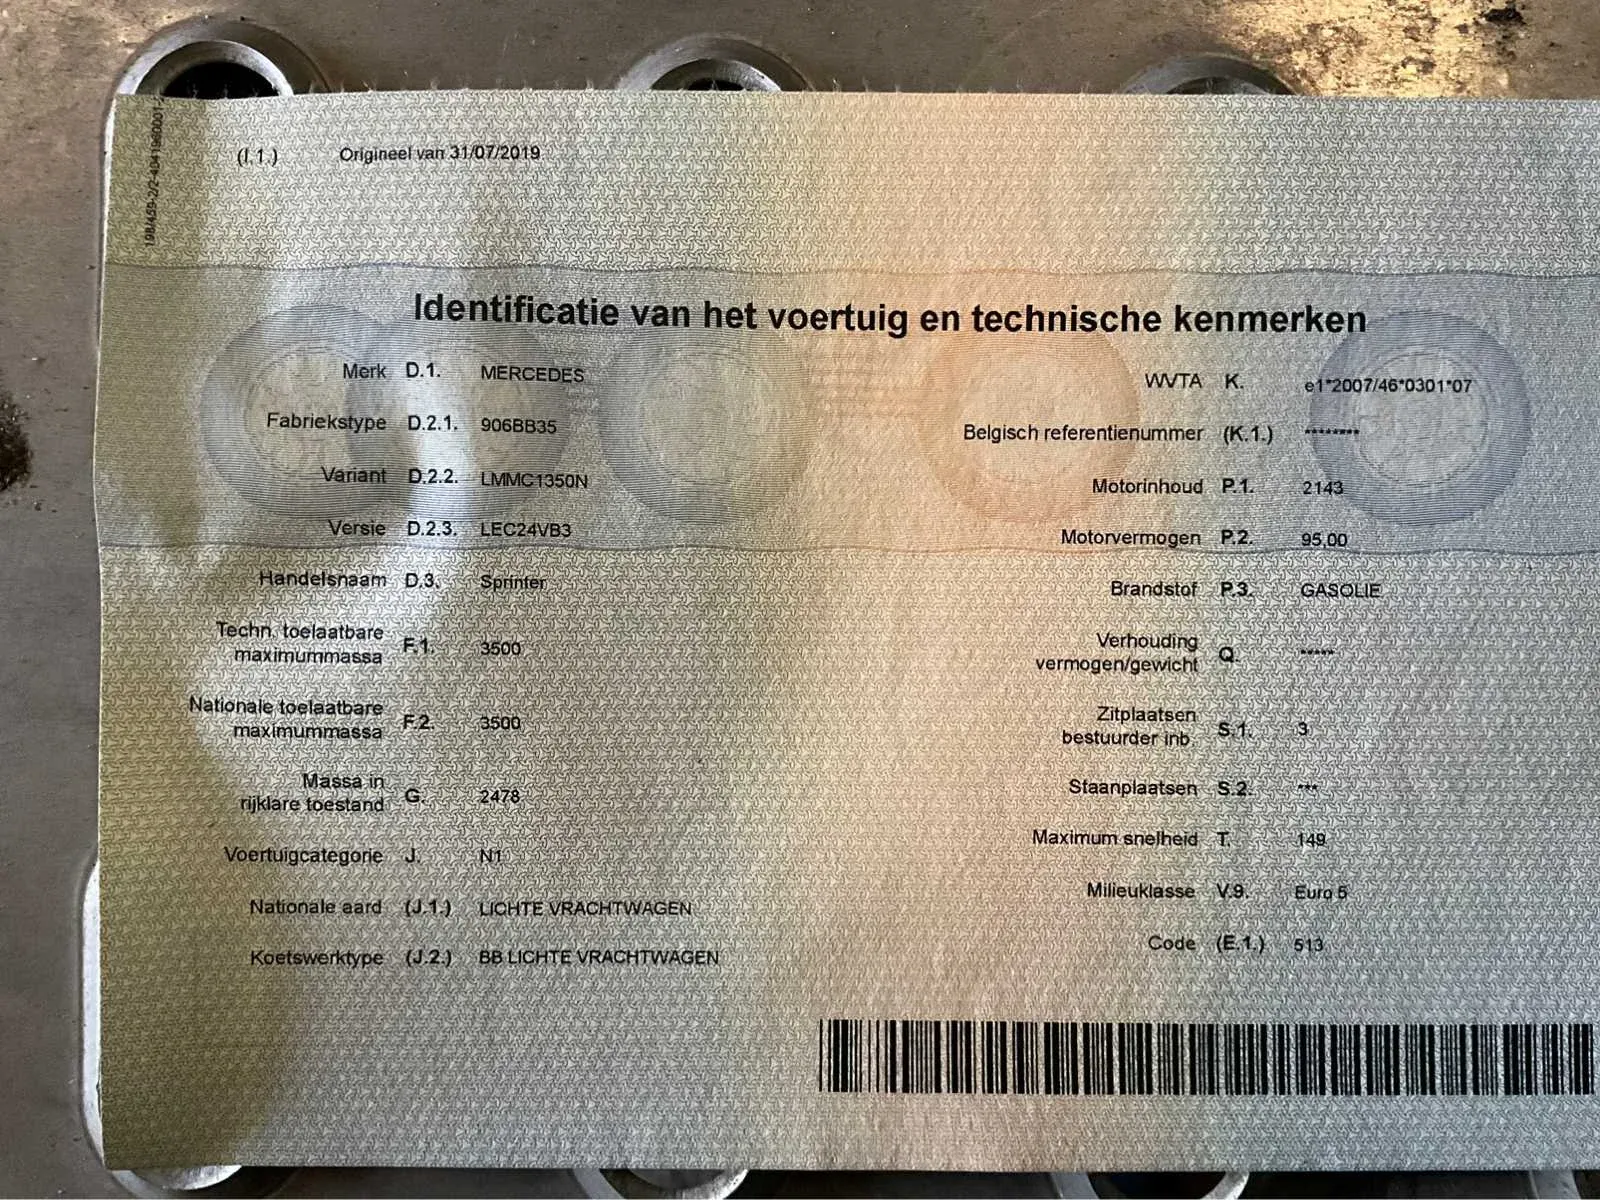 198/459-2/2-4041960001-
(I.1.) Origineel van 31/07/2019
Identificatie van het voertuig en technische kenmerken
Merk D.1. MERCEDES
Fabriekstype D.2.1. 906BB35
Variant D.2.2. LMMC1350N
Versie D.2.3. LEC24VB3
Handelsnaam D.3. Sprinter
Techn. toelaatbare
maximummassa F.1. 3500
Nationale toelaatbare
maximummassa F.2. 3500
Massa in
rijklare toestand G. 2478
Voertuigcategorie J. N1
Nationale aard (J.1.) LICHTE VRACHTWAGEN
Koetswerktype (J.2.) BB LICHTE VRACHTWAGEN
WVTA K. e1*2007/46*0301*07
Belgisch referentienummer (K.1.) ********
Motorinhoud P.1. 2143
Motorvermogen P.2. 95,00
Brandstof P.3. GASOLIE
Verhouding
vermogen/gewicht Q. *****
Zitplaatsen
bestuurder inb. S.1. 3
Staanplaatsen S.2. ***
Maximum snelheid T. 149
Milieuklasse V.9. Euro 5
Code (E.1.) 513